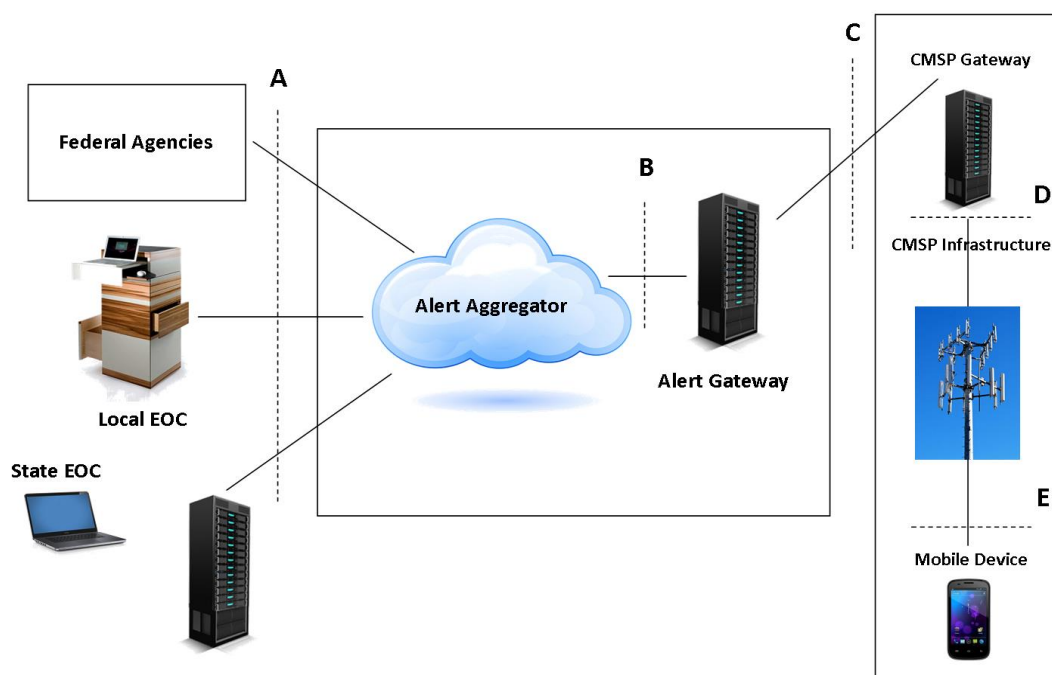 C
CMSP Gateway
A
Federal Agencies
B
D
CMSP Infrastructure
Alert Aggregator
Alert Gateway
Local EOC
State EOC
E
Mobile Device